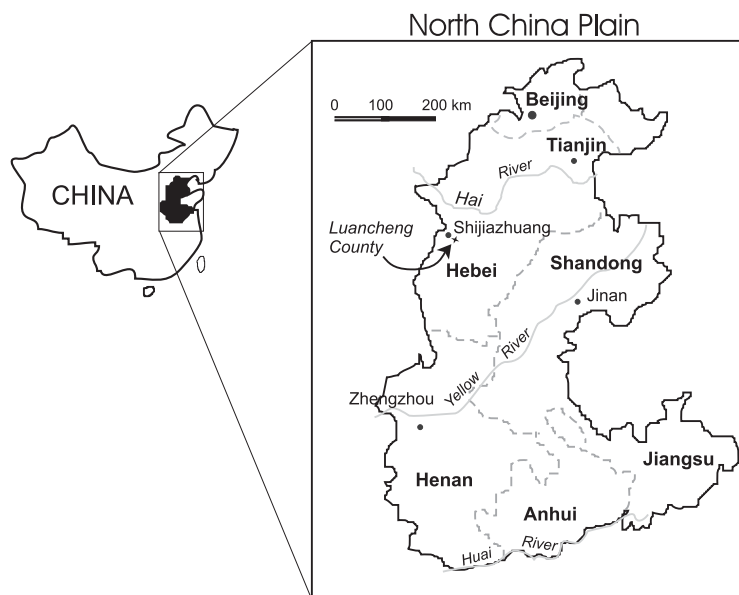 North China Plain
0 100 200 km
Beijing
Tianjin
River
Hai
CHINA
Luancheng
County
Shijiazhuang
Hebei
Shandong
Jinan
River
Yellow
Zhengzhou
Henan
Jiangsu
Anhui
Huai
River